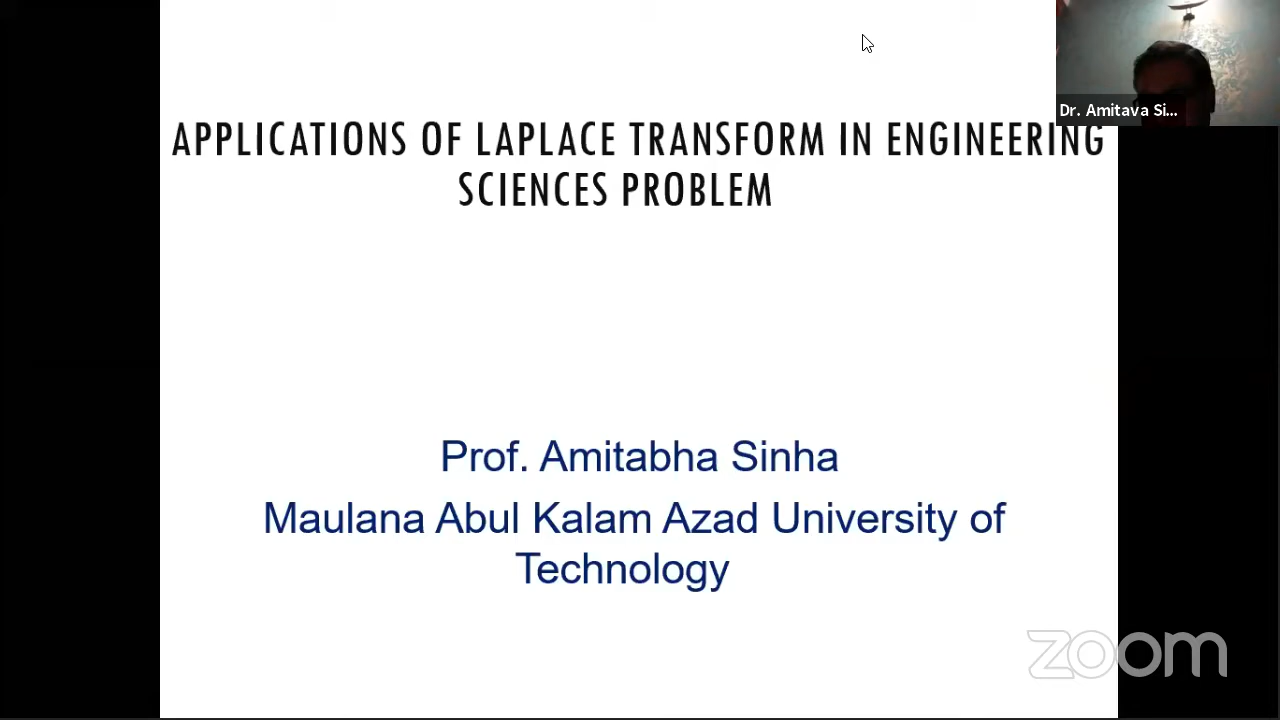 Dr. Amitava Si...
APPLICATIONS OF LAPLACE TRANSFORM IN ENGINEERING
SCIENCES PROBLEM
Prof. Amitabha Sinha
Maulana Abul Kalam Azad University of
Technology
zoom